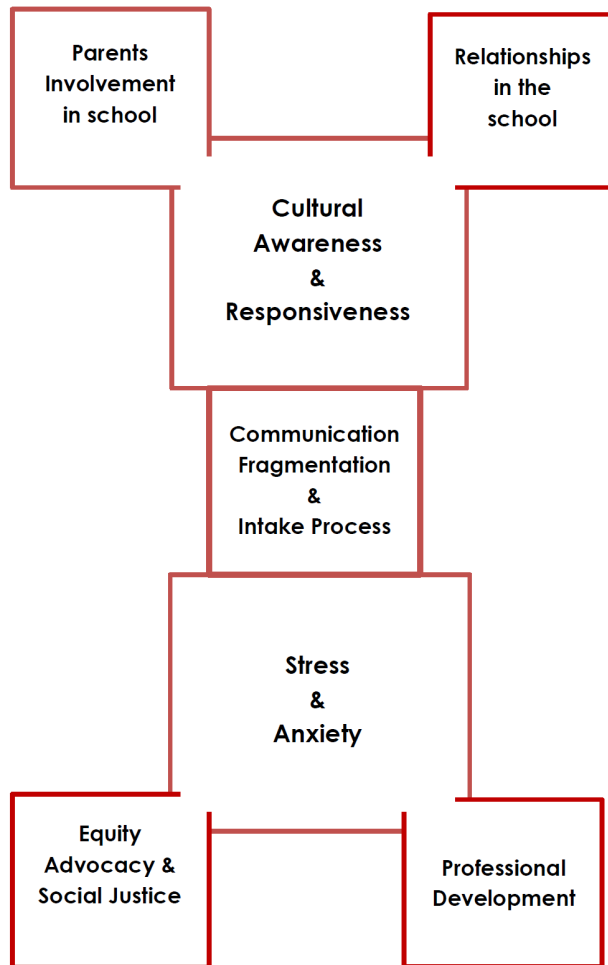 Parents
Involvement
in school
Relationships
in the
school
Cultural
Awareness
&
Responsiveness
Communication
Fragmentation
&
Intake Process
Stress
&
Anxiety
Equity
Advocacy &
Social Justice
Professional
Development